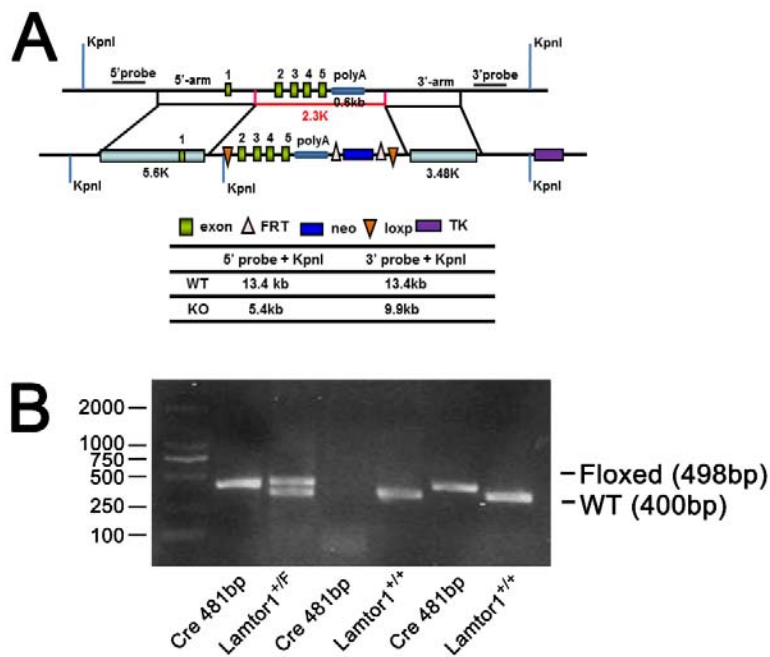 A
KpnI
KpnI
5'probe
5'-arm
1
2 3 4 5
polyA
3'-arm
3'probe
0.6kb
2.3K
1
2 3 4 5
polyA
5.6K
3.48K
KpnI
KpnI
KpnI
exon FRT neo loxp TK
5' probe + KpnI 3' probe + KpnI
WT 13.4 kb 13.4kb
KO 5.4kb 9.9kb
B
2000
1000
750
500
250
100
Floxed (498bp)
WT (400bp)
Cre 481bp
Lamtor1+/F
Cre 481bp
Lamtor1+/+
Cre 481bp
Lamtor1+/+